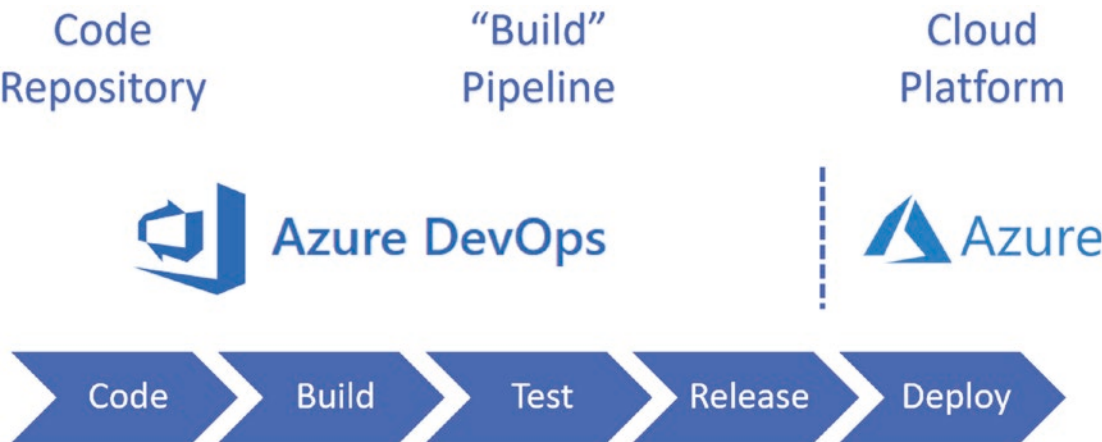 Code
Repository
“Build”
Pipeline
Cloud
Platform
Azure DevOps
Azure
Code
Build
Test
Release
Deploy